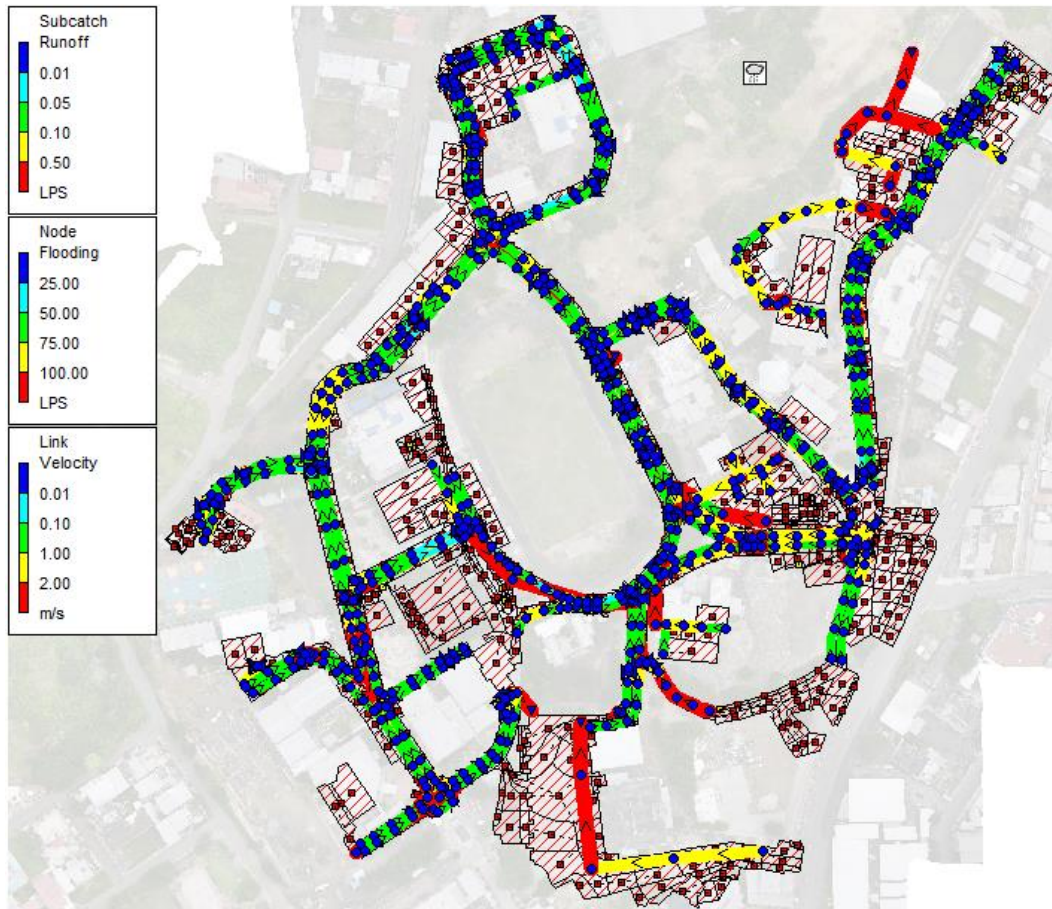 Subcatch
Runoff
0.01
0.05
0.10
0.50
LPS
Node
Flooding
25.00
50.00
75.00
100.00
LPS
Link
Velocity
0.01
0.10
1.00
2.00
m/s